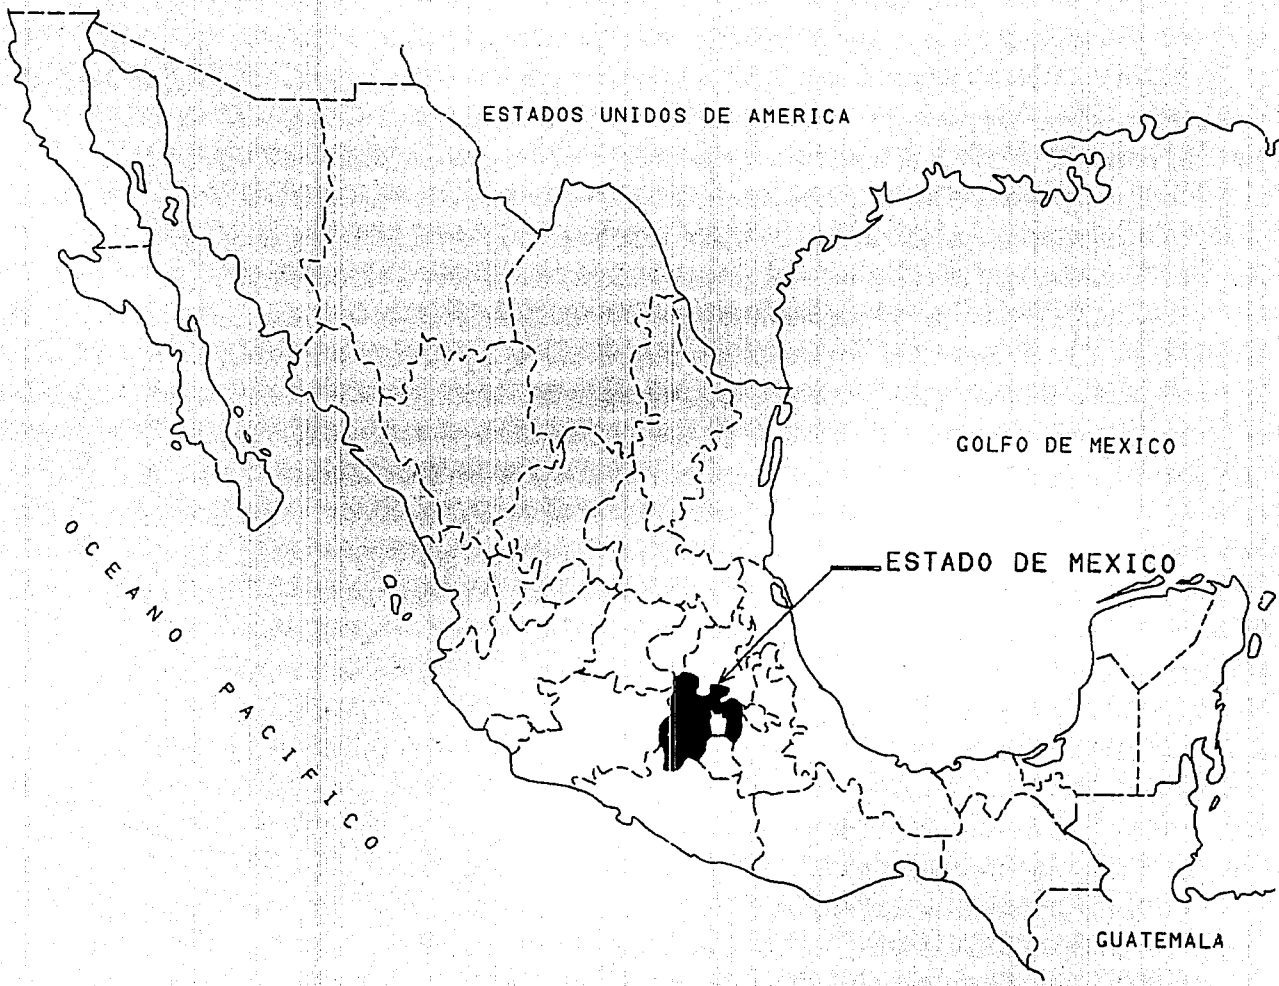 ESTADOS UNIDOS DE AMERICA
GOLFO DE MEXICO
ESTADO DE MEXICO
OCEANO PACIFICO
GUATEMALA